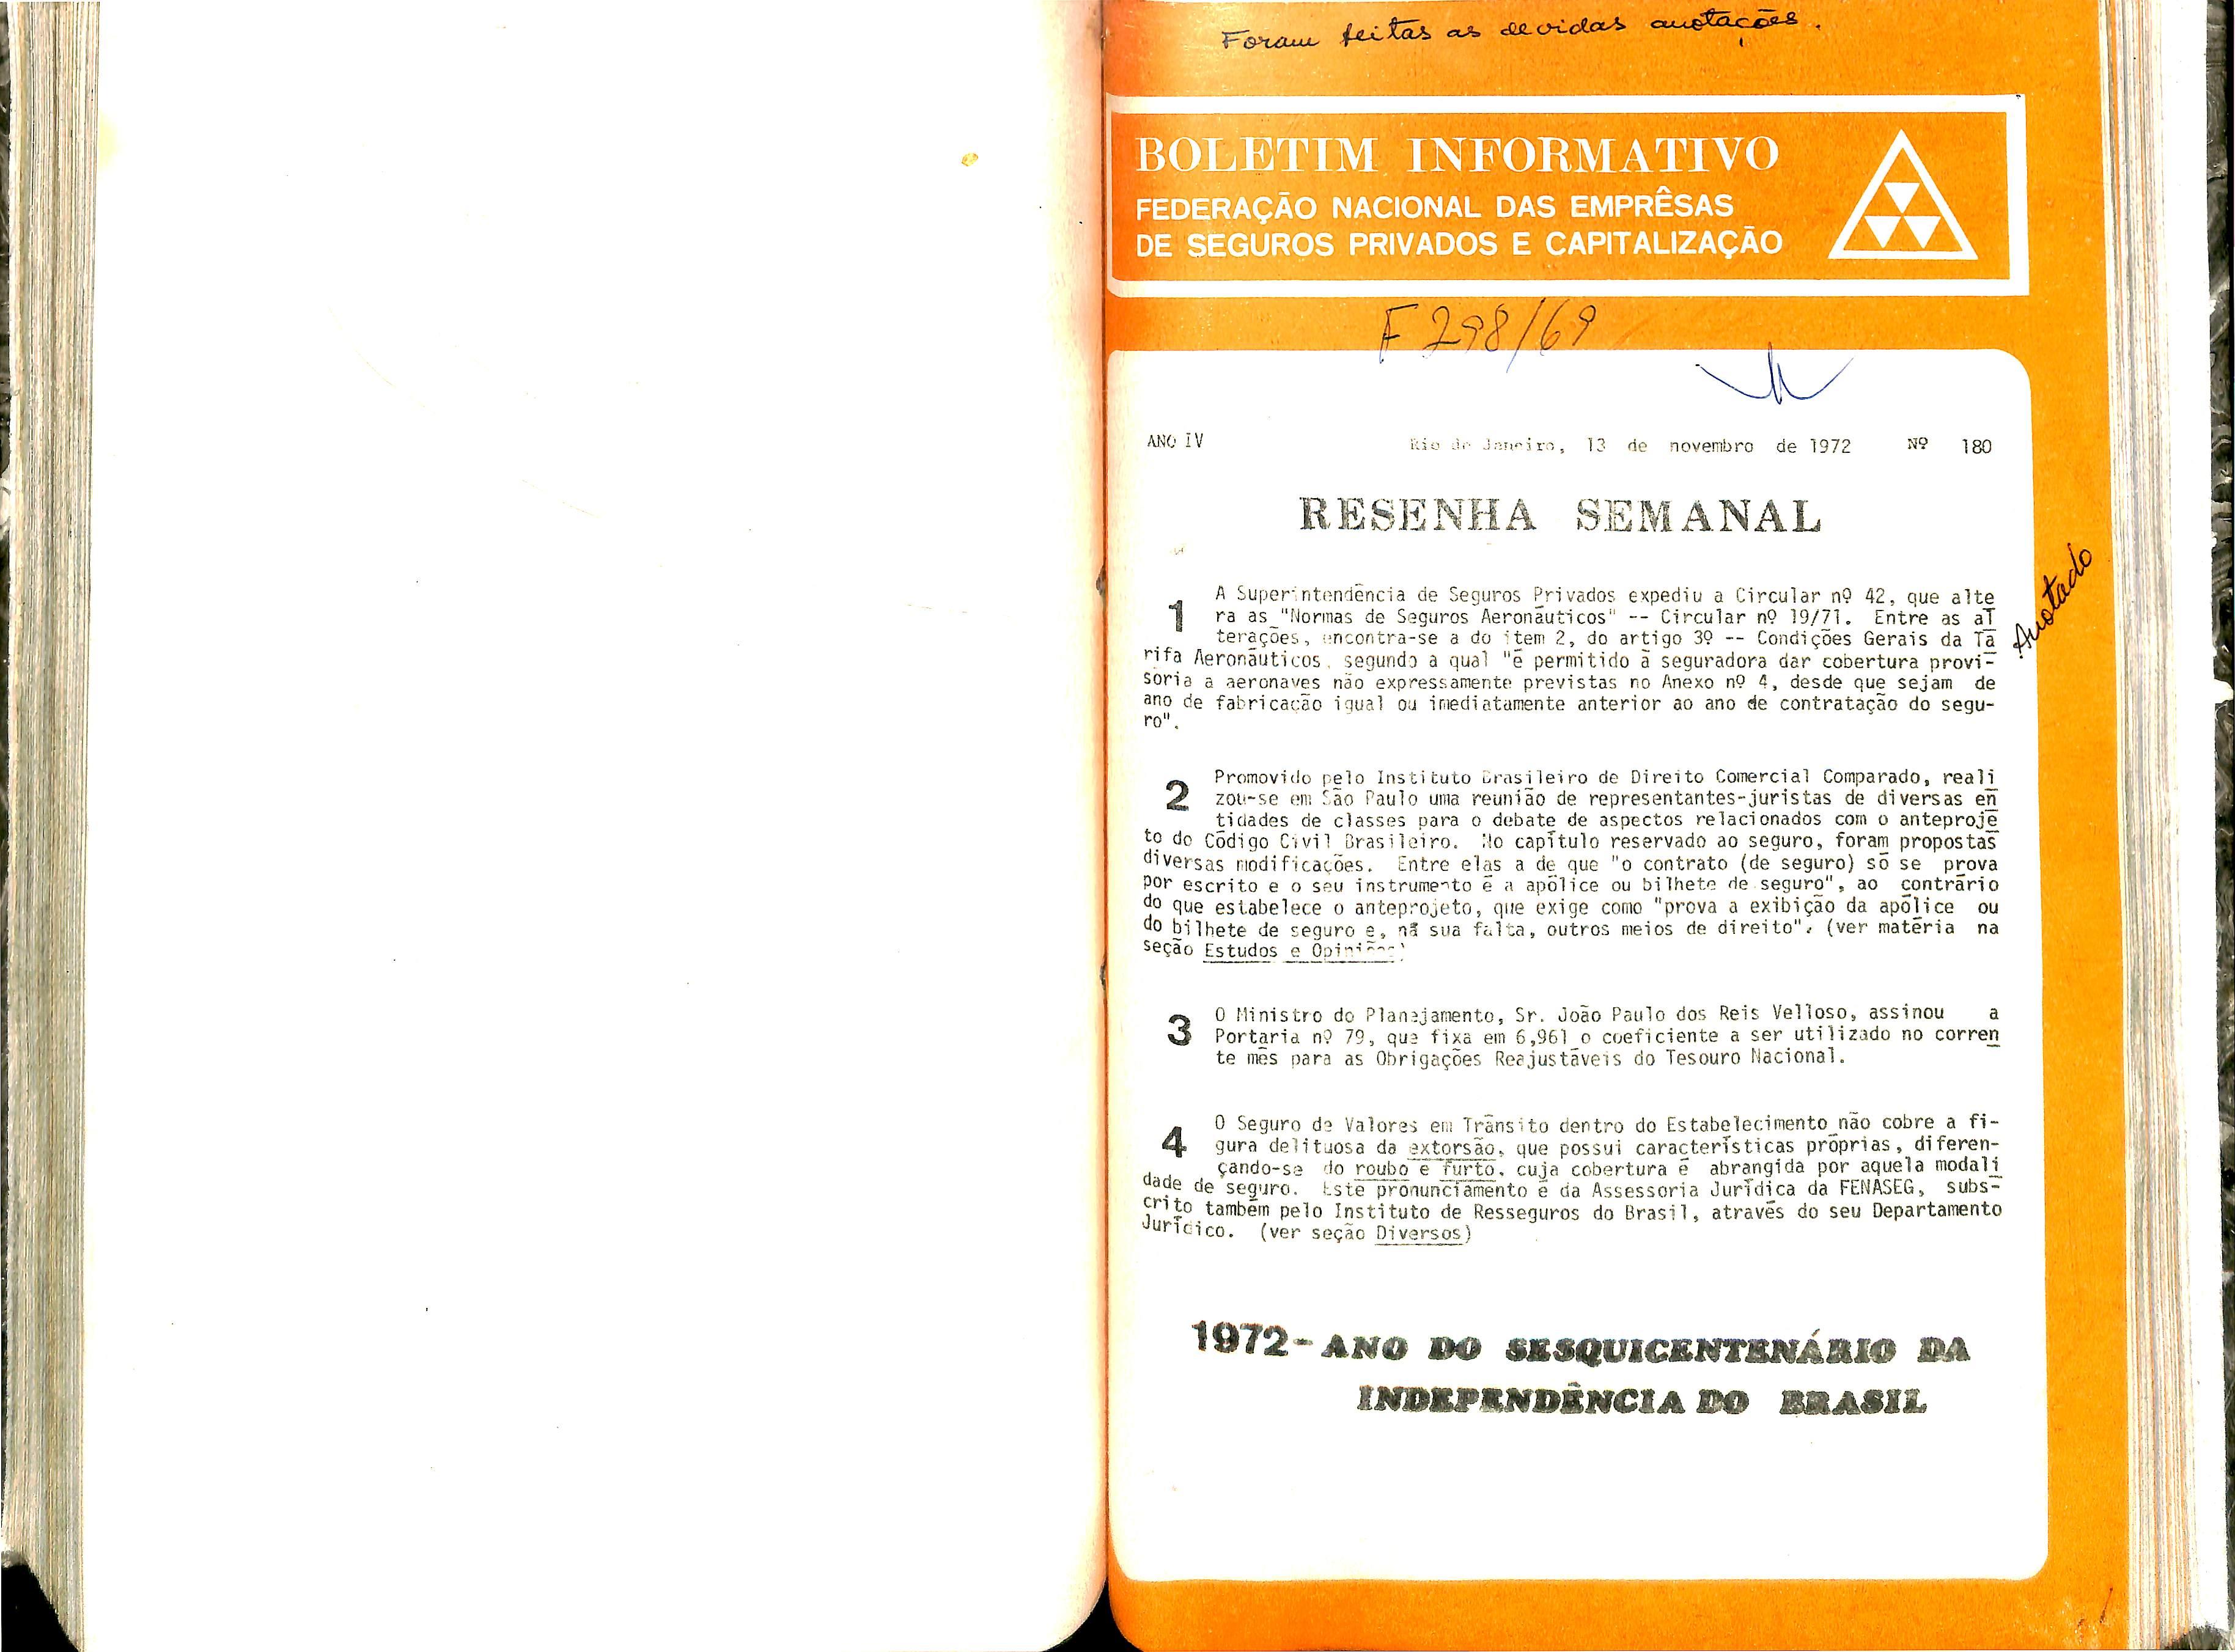 Foram feitas as devidas anotações.
BOLETIM INFORMATIVO
FEDERAÇÃO NACIONAL DAS EMPRÊSAS
DE SEGUROS PRIVADOS E CAPITALIZAÇÃO
F 298/69
ANO IV Rio de Janeiro, 13 de novembro de 1972 Nº 180
RESENHA SEMANAL
Anotado
1 A Superintendência de Seguros Privados expediu a Circular nº 42, que alte
ra as "Normas de Seguros Aeronáuticos" -- Circular nº 19/71. Entre as al
terações, encontra-se a do item 2, do artigo 3º -- Condições Gerais da Ta
rifa Aeronáuticos, segundo a qual "é permitido à seguradora dar cobertura provi-
sória a aeronaves não expressamente previstas no Anexo nº 4, desde que sejam de
ano de fabricação igual ou imediatamente anterior ao ano de contratação do segu-
ro".
2 Promovido pelo Instituto Brasileiro de Direito Comercial Comparado, reali
zou-se em São Paulo uma reunião de representantes-juristas de diversas en
tidades de classes para o debate de aspectos relacionados com o anteproje
to do Código Civil Brasileiro. No capítulo reservado ao seguro, foram propostas
diversas modificações. Entre elas a de que "o contrato (de seguro) só se prova
por escrito e o seu instrumento é a apólice ou bilhete de seguro", ao contrário
do que estabelece o anteprojeto, que exige como "prova a exibição da apólice ou
do bilhete de seguro e, na sua falta, outros meios de direito". (ver matéria na
seção Estudos e Opiniões)
3 O Ministro do Planejamento, Sr. João Paulo dos Reis Velloso, assinou a
Portaria nº 79, que fixa em 6,961 o coeficiente a ser utilizado no corren
te mês para as Obrigações Reajustáveis do Tesouro Nacional.
4 O Seguro de Valores em Trânsito dentro do Estabelecimento não cobre a fi-
gura delituosa da extorsão, que possui características próprias, diferen-
çando-se do roubo e furto, cuja cobertura é abrangida por aquela modali
dade de seguro. Este pronunciamento é da Assessoria Jurídica da FENASEG, subs-
crito também pelo Instituto de Resseguros do Brasil, através do seu Departamento
Jurídico. (ver seção Diversos)
1972-ANO DO SESQUICENTENÁRIO DA
INDEPENDÊNCIA DO BRASIL